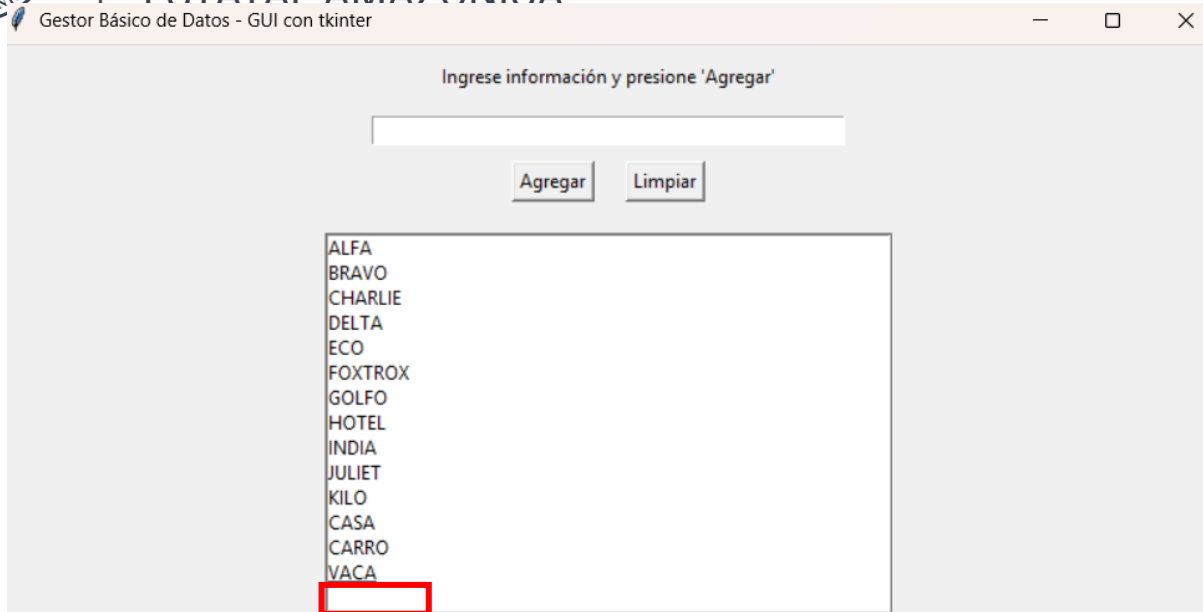 Gestor Básico de Datos - GUI con tkinter
Ingrese información y presione 'Agregar'
Agregar Limpiar
ALFA
BRAVO
CHARLIE
DELTA
ECO
FOXTROX
GOLFO
HOTEL
INDIA
JULIET
KILO
CASA
CARRO
VACA